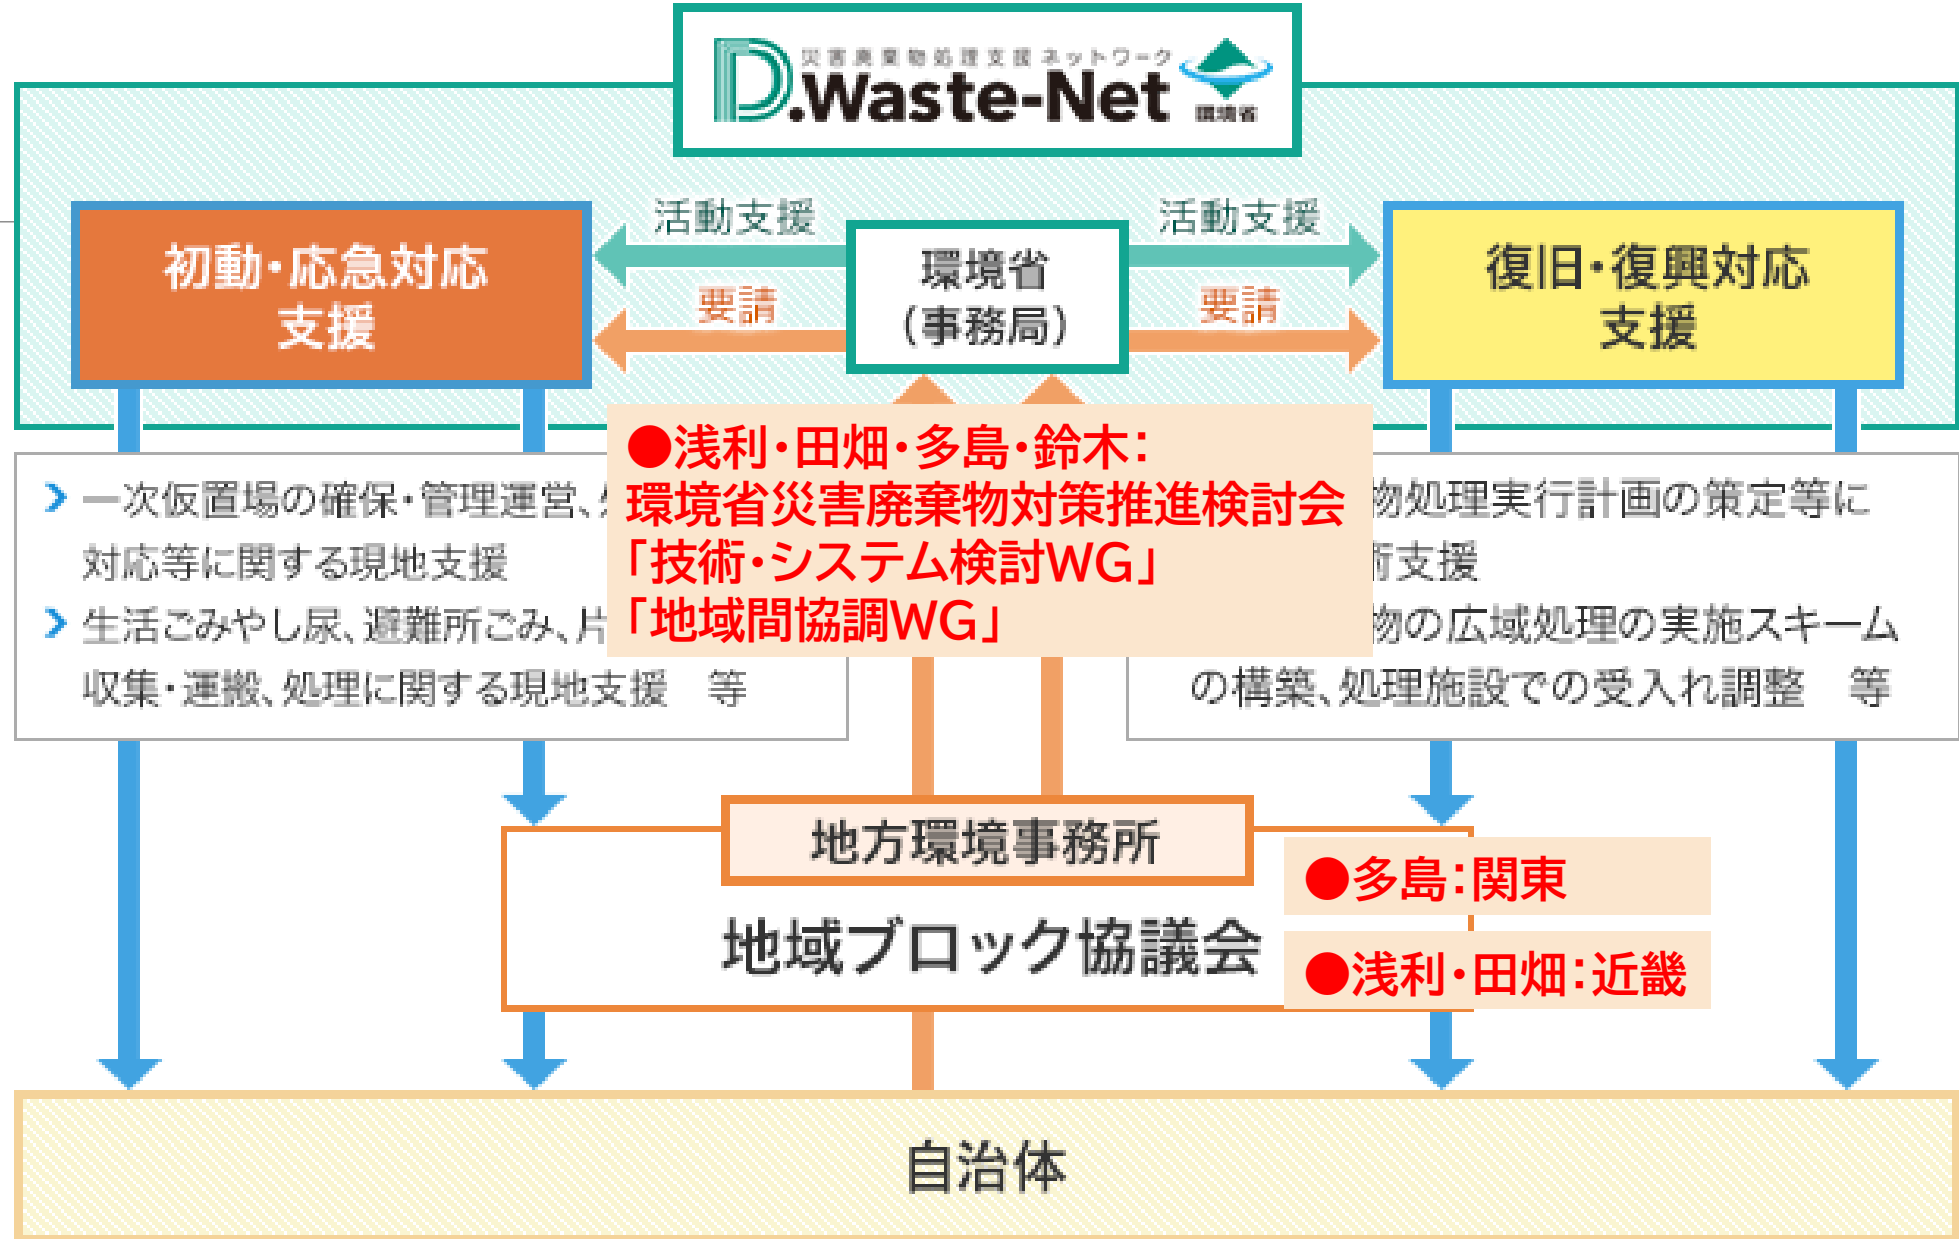 災害廃棄物処理支援ネットワーク
D.Waste-Net
環境省
初動・応急対応
支援
活動支援
要請
環境省
(事務局)
活動支援
要請
復旧・復興対応
支援
●浅利・田畑・多島・鈴木：
環境省災害廃棄物対策推進検討会
「技術・システム検討WG」
「地域間協調WG」
一次仮置場の確保・管理運営、
対応等に関する現地支援
生活ごみやし尿、避難所ごみ、片
収集・運搬、処理に関する現地支援　等
物処理実行計画の策定等に
術支援
物の広域処理の実施スキーム
の構築、処理施設での受入れ調整　等
地方環境事務所
地域ブロック協議会
●多島：関東
●浅利・田畑：近畿
自治体